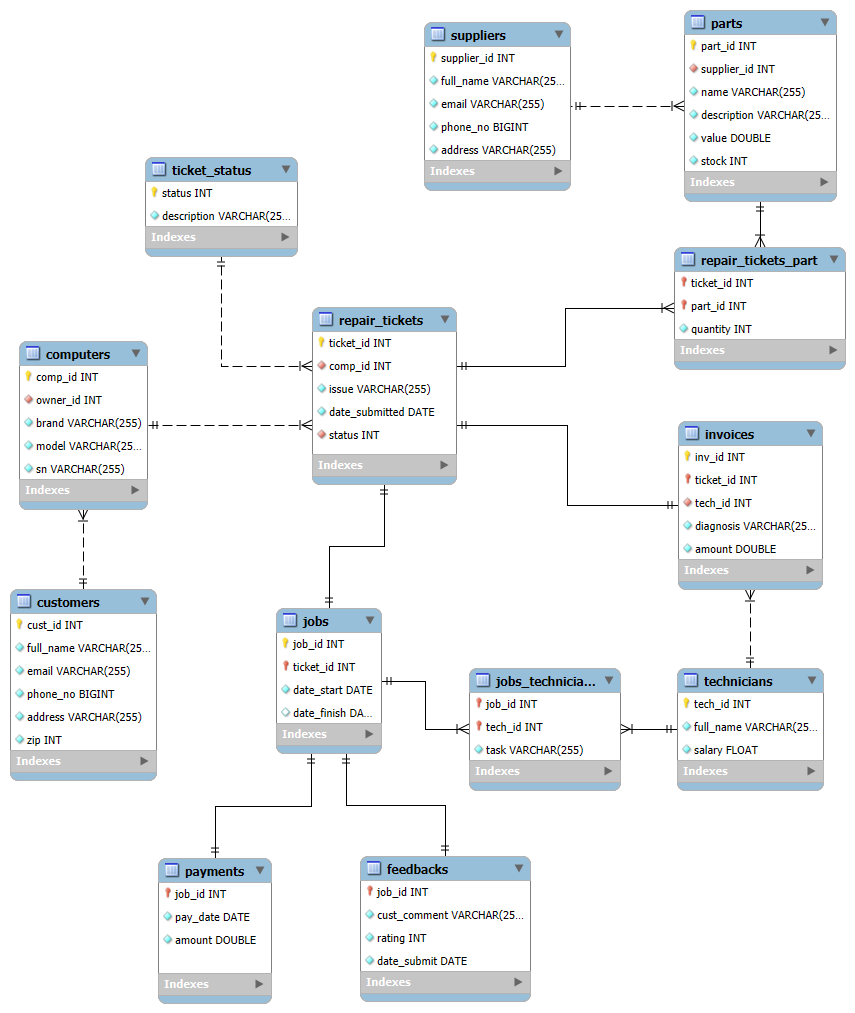 suppliers
supplier_id INT
full_name VARCHAR(25...
email VARCHAR(255)
phone_no BIGINT
address VARCHAR(255)
Indexes
parts
part_id INT
supplier_id INT
name VARCHAR(255)
description VARCHAR(25...
value DOUBLE
stock INT
Indexes
ticket_status
status INT
description VARCHAR(25...
Indexes
repair_tickets_part
ticket_id INT
part_id INT
quantity INT
Indexes
repair_tickets
ticket_id INT
comp_id INT
issue VARCHAR(255)
date_submitted DATE
status INT
Indexes
computers
comp_id INT
owner_id INT
brand VARCHAR(255)
model VARCHAR(25...
sn VARCHAR(255)
Indexes
invoices
inv_id INT
ticket_id INT
tech_id INT
diagnosis VARCHAR(25...
amount DOUBLE
Indexes
customers
cust_id INT
full_name VARCHAR(25...
email VARCHAR(255)
phone_no BIGINT
address VARCHAR(255)
zip INT
Indexes
jobs
job_id INT
ticket_id INT
date_start DATE
date_finish DA...
Indexes
jobs_technicia...
job_id INT
tech_id INT
task VARCHAR(255)
Indexes
technicians
tech_id INT
full_name VARCHAR(25...
salary FLOAT
Indexes
payments
job_id INT
pay_date DATE
amount DOUBLE
Indexes
feedbacks
job_id INT
cust_comment VARCHAR(25...
rating INT
date_submit DATE
Indexes